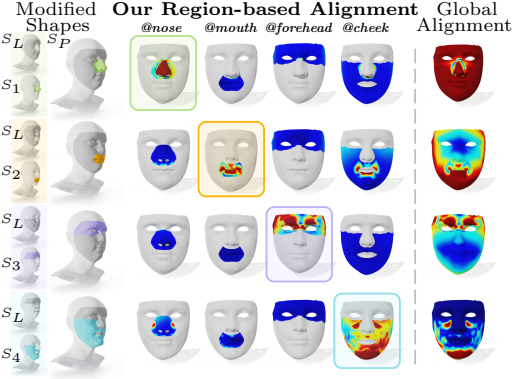 Modified Shapes
Our Region-based Alignment
Global Alignment
@nose @mouth @forehead @cheek
S_L S_P
S_1
S_L
S_2
S_L
S_3
S_L
S_4